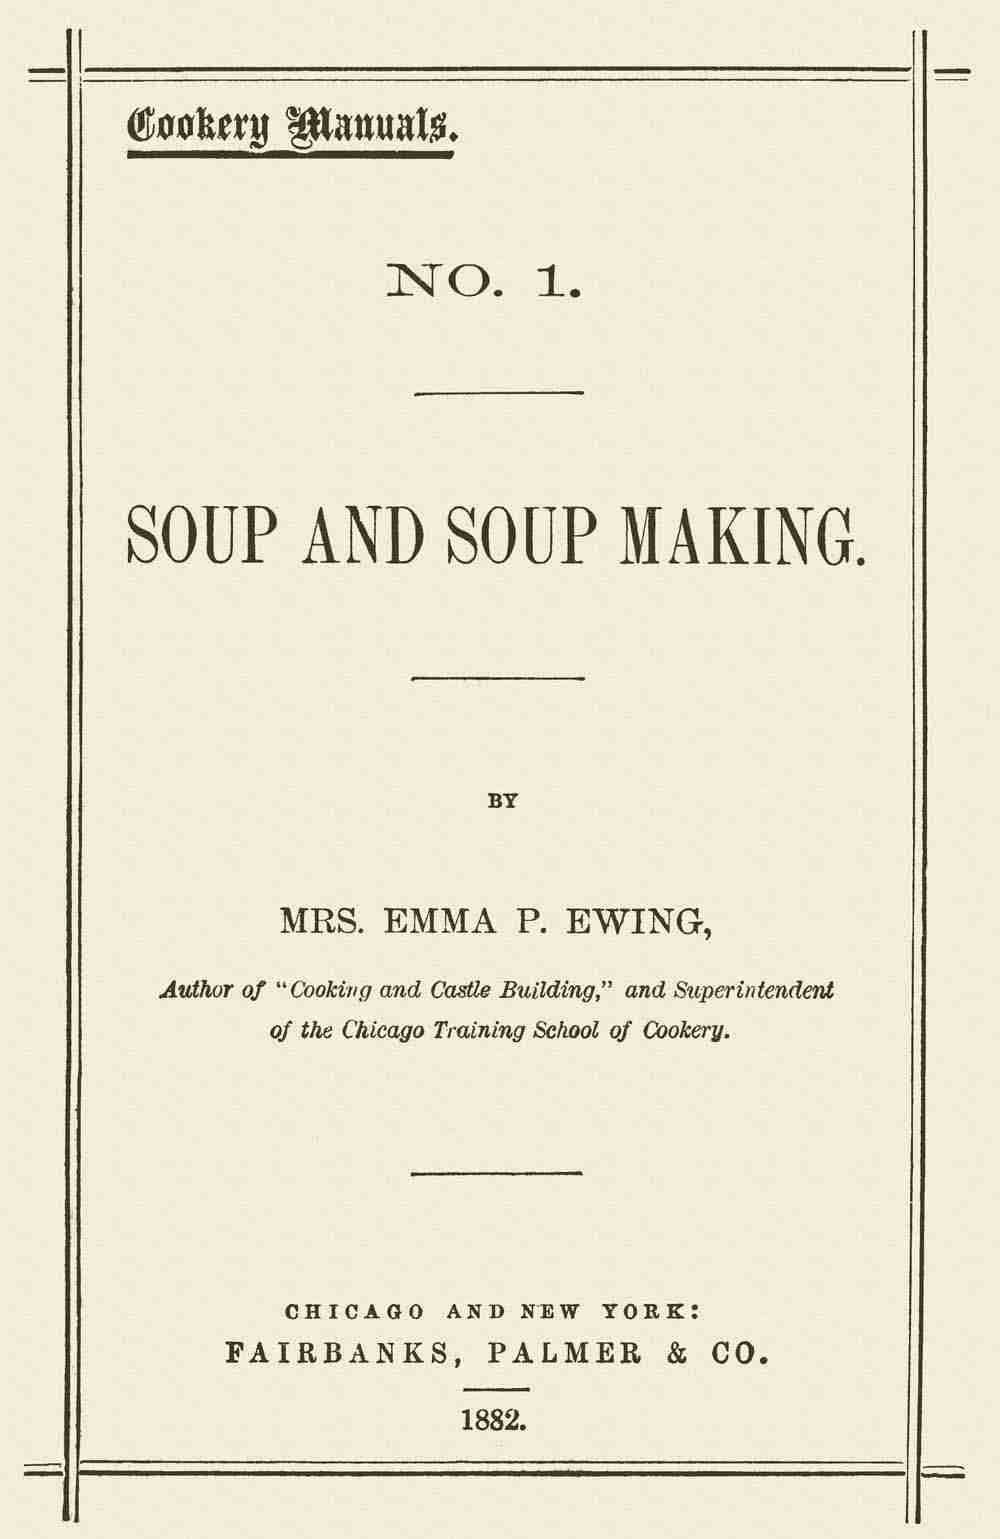 Cookery Manuals.
NO. 1.
SOUP AND SOUP MAKING.
BY
MRS. EMMA P. EWING,
Author of "Cooking and Castle Building," and Superintendent
of the Chicago Training School of Cookery.
CHICAGO AND NEW YORK:
FAIRBANKS, PALMER & CO.
1882.